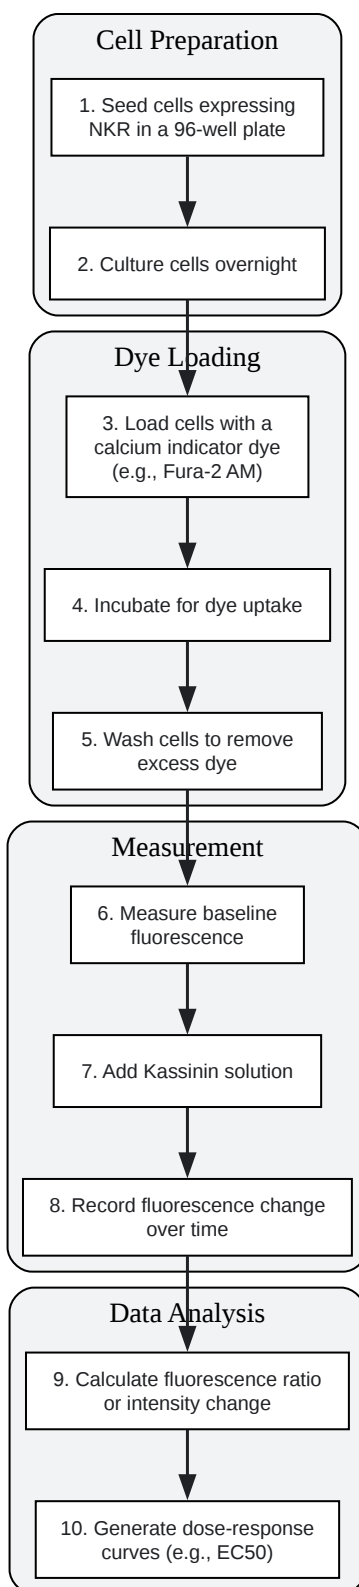 Cell Preparation
1. Seed cells expressing
NKR in a 96-well plate
2. Culture cells overnight
Dye Loading
3. Load cells with a
calcium indicator dye
(e.g., Fura-2 AM)
4. Incubate for dye uptake
5. Wash cells to remove
excess dye
Measurement
6. Measure baseline
fluorescence
7. Add Kassinin solution
8. Record fluorescence change
over time
Data Analysis
9. Calculate fluorescence ratio
or intensity change
10. Generate dose-response
curves (e.g., EC50)